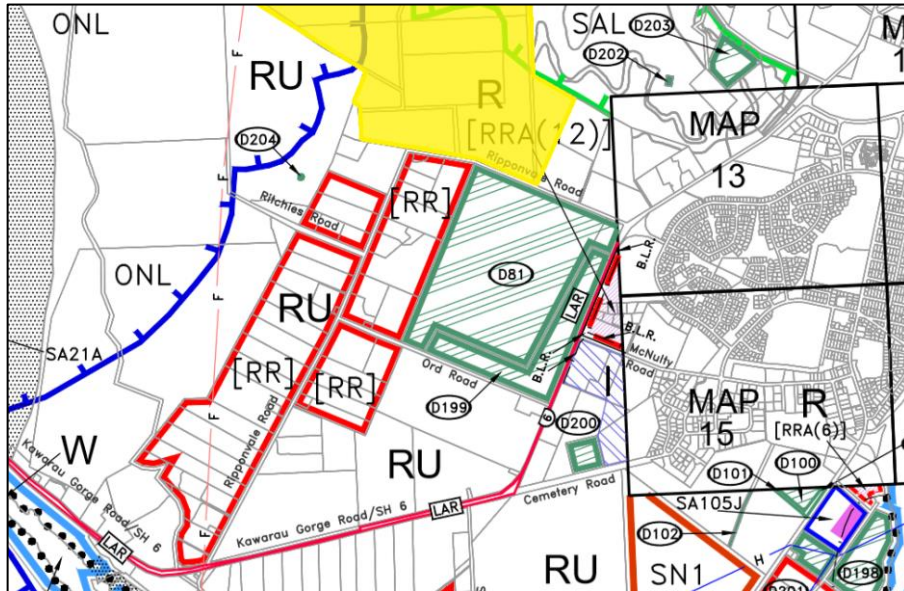 ONL
SAL
D203
D202
M
1
RU
R
[RRA(12)]
MAP
13
D204
F
Ripponvale Road
Ritchies Road
[RR]
F
ONL
D81
B.L.R.
RU
LAR
F
B.L.R.
SA21A
McNulty
Road
[RR]
[RR]
Ord Road
B.L.R.
I
D199
6
MAP
15
R
[RRA(6)]
D200
F
W
Ripponvale Road
RU
D101
D100
Kawarau Gorge Road/SH 6
LAR
Cemetery Road
SA105J
LAR
Kawarau Gorge Road/SH 6
F
D102
H
RU
SN1
D201
D198